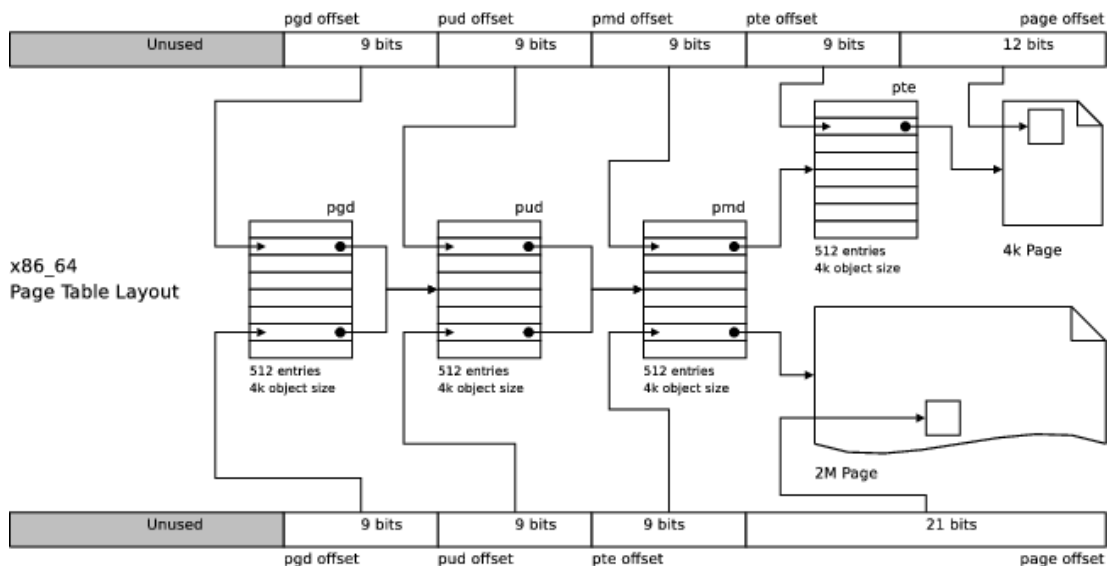 pgd offset pud offset pmd offset pte offset page offset
Unused 9 bits 9 bits 9 bits 9 bits 12 bits
pte
pgd pud pmd
512 entries
4k object size
4k Page
x86_64
Page Table Layout
512 entries 512 entries 512 entries
4k object size 4k object size 4k object size
2M Page
Unused 9 bits 9 bits 9 bits 21 bits
pgd offset pud offset pte offset page offset